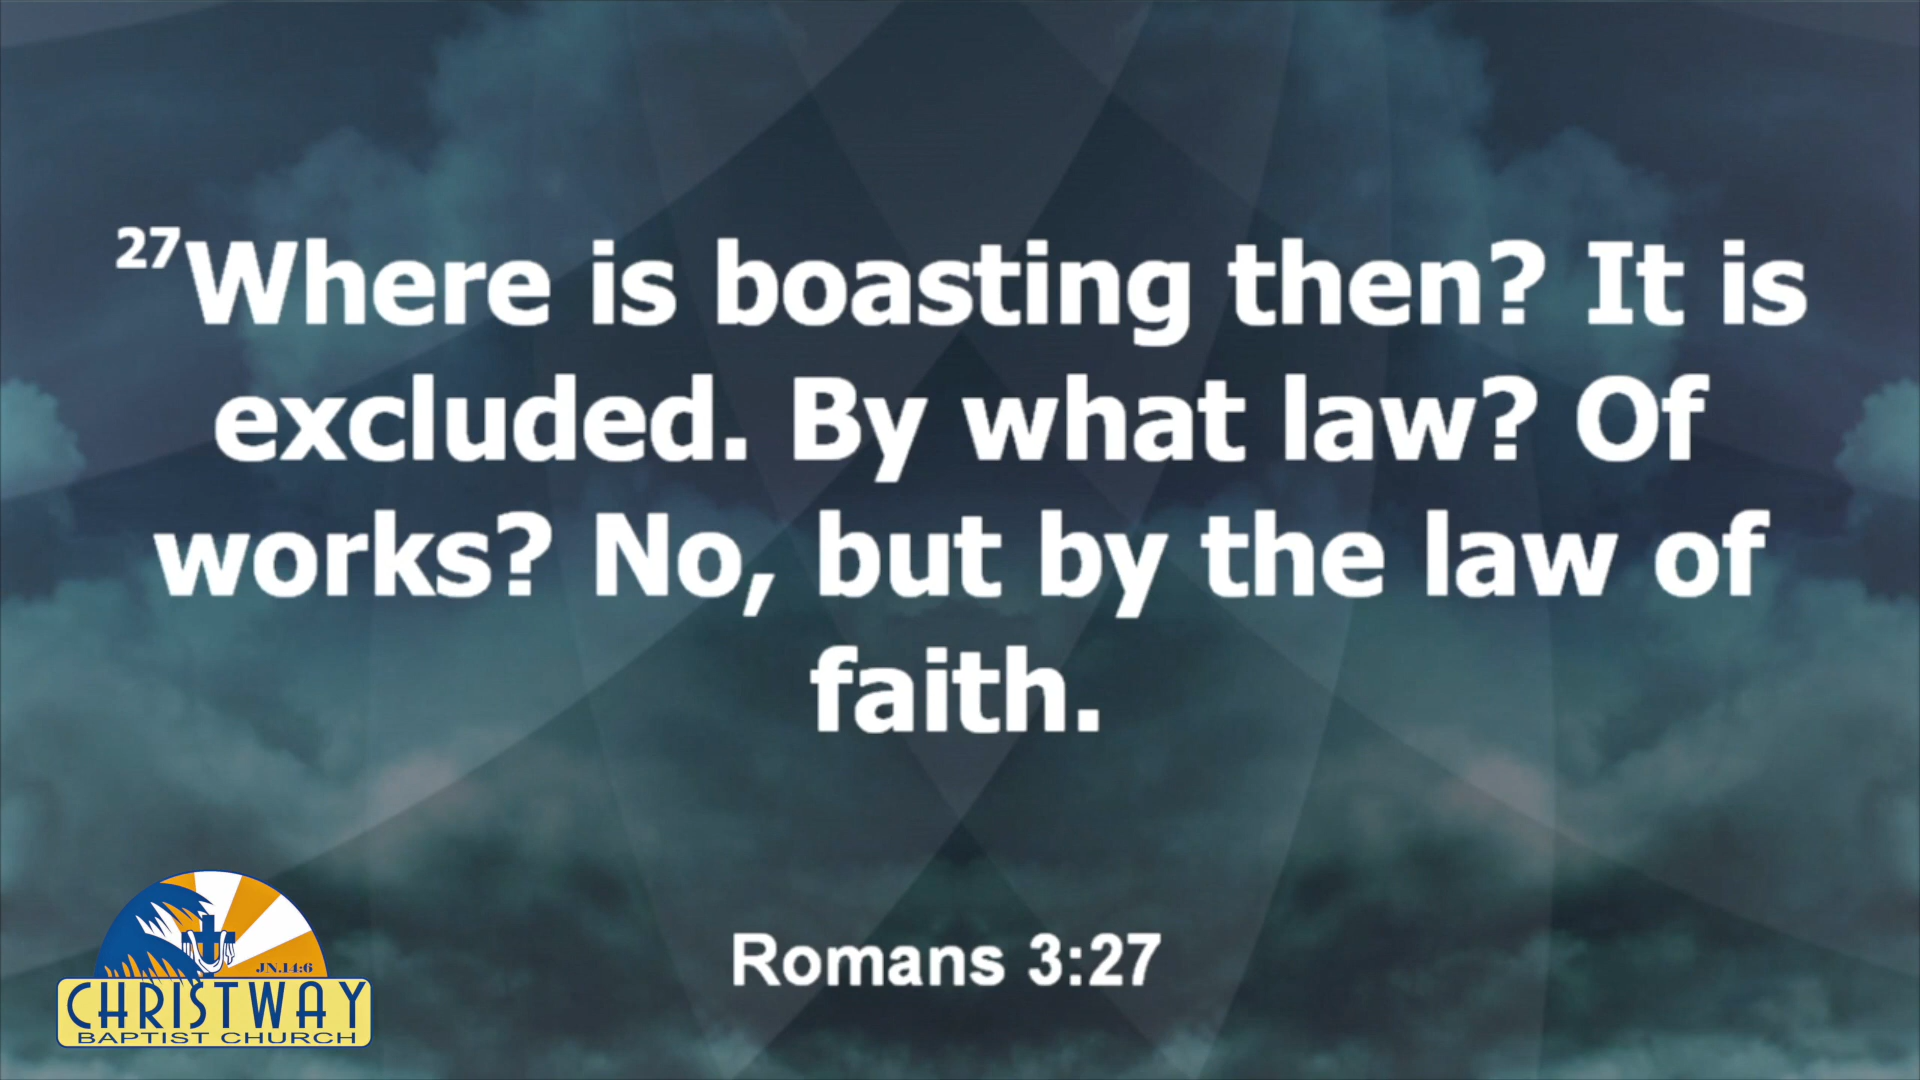 27Where is boasting then? It is
excluded. By what law? Of
works? No, but by the law of
faith.
Romans 3:27
JN.14:6
CHRISTWAY
BAPTIST CHURCH